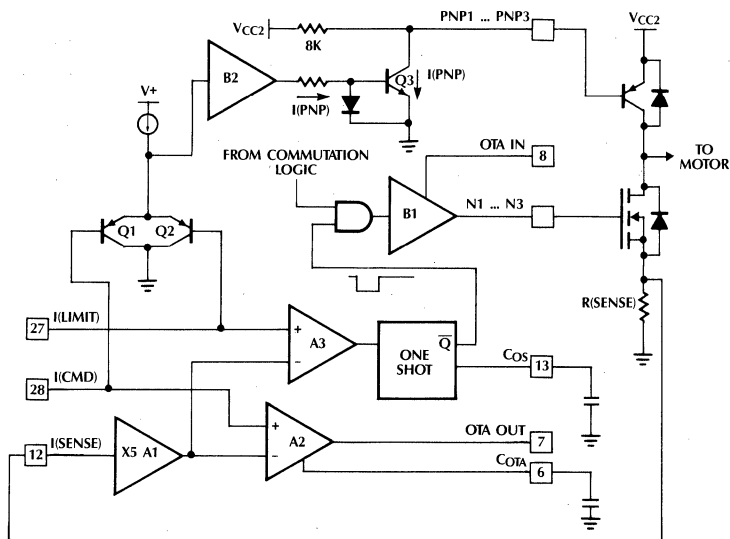 PNP1 ... PNP3
VCC2
VCC2
8K
B2
Q3
I(PNP)
I(PNP)
V+
TO
MOTOR
FROM COMMUTATION
LOGIC
OTA IN
8
B1
N1 ... N3
Q1
Q2
R(SENSE)
27
I(LIMIT)
+
A3
−
ONE
SHOT
Q̅
COS
13
28
I(CMD)
+
A2
−
OTA OUT
7
12
I(SENSE)
X5 A1
COTA
6